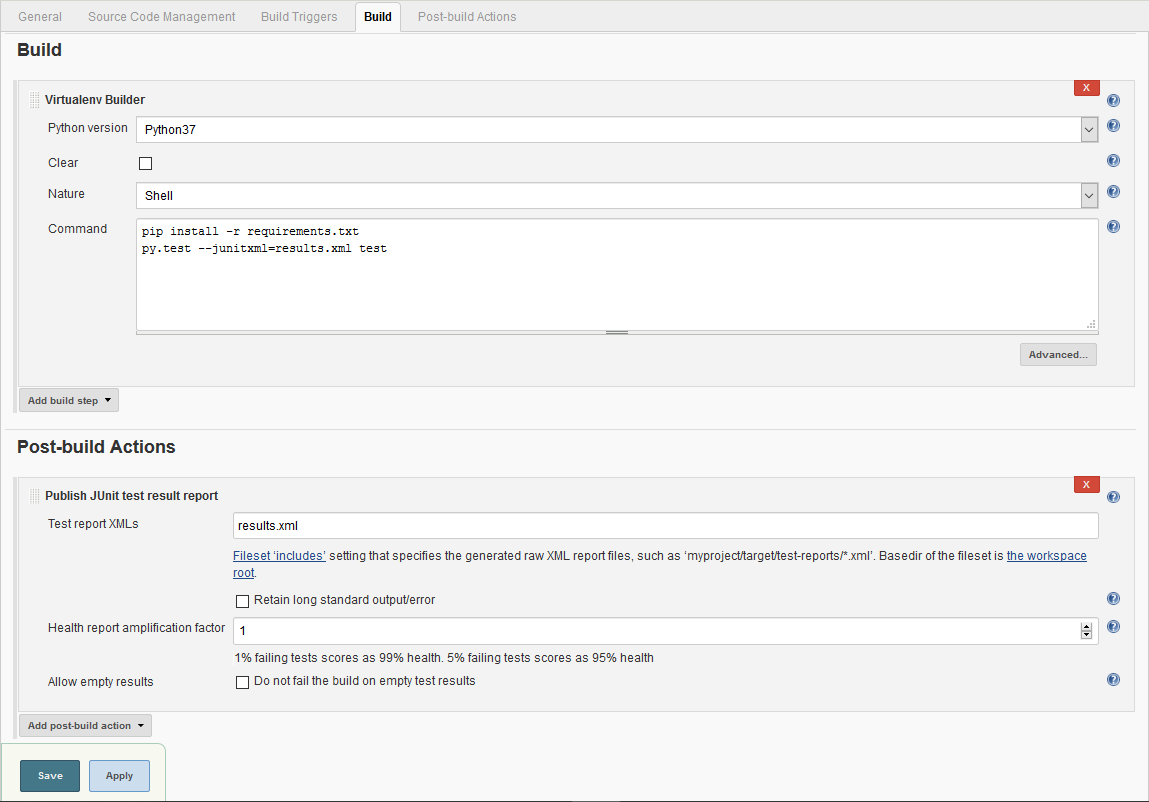 General Source Code Management Build Triggers Build Post-build Actions
Build
X
Virtualenv Builder
Python version Python37
Clear
Nature Shell
Command pip install -r requirements.txt
py.test --junitxml=results.xml test
Advanced...
Add build step
Post-build Actions
X
Publish JUnit test result report
Test report XMLs results.xml
Fileset ‘includes’ setting that specifies the generated raw XML report files, such as ‘myproject/target/test-reports/*.xml’. Basedir of the fileset is the workspace
root.
Retain long standard output/error
Health report amplification factor 1
1% failing tests scores as 99% health. 5% failing tests scores as 95% health
Allow empty results Do not fail the build on empty test results
Add post-build action
Save Apply